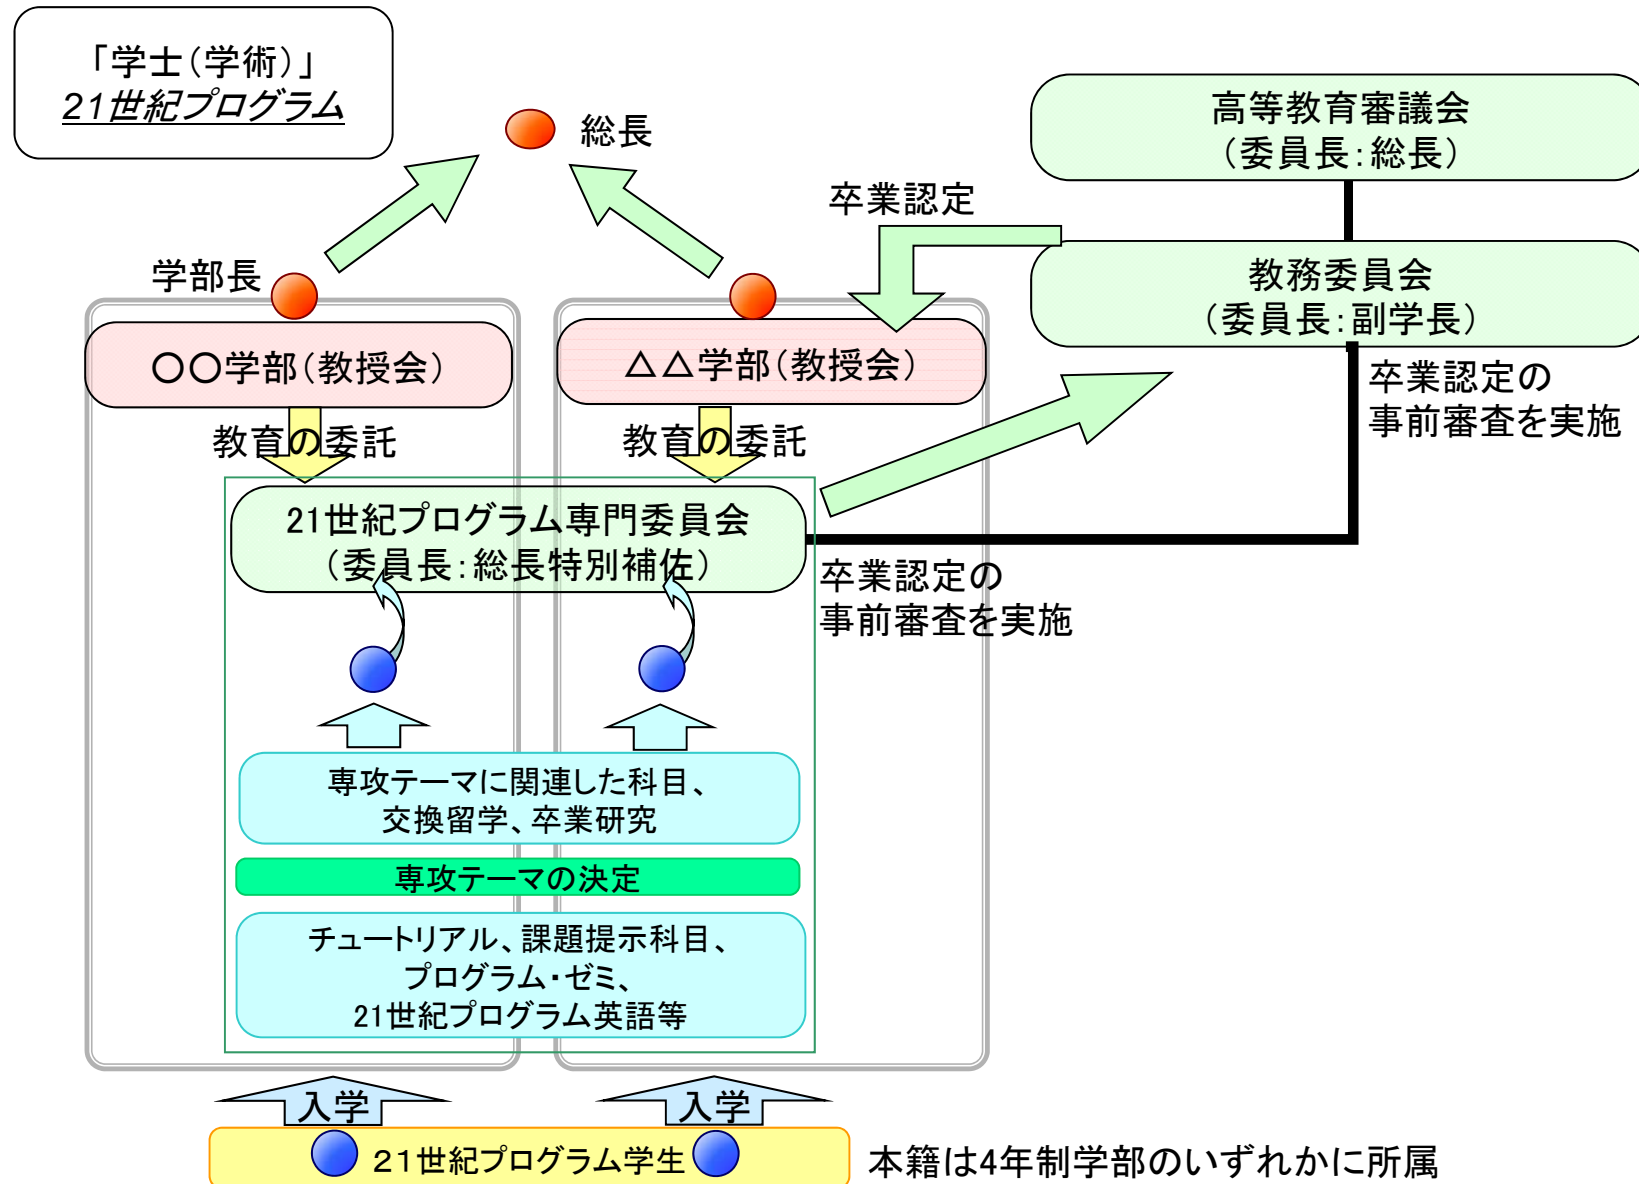 「学士（学術）」
21世紀プログラム
総長
高等教育審議会
（委員長：総長）
卒業認定
学部長
教務委員会
（委員長：副学長）
〇〇学部（教授会）
△△学部（教授会）
卒業認定の
事前審査を実施
教育の委託
教育の委託
21世紀プログラム専門委員会
（委員長：総長特別補佐）
卒業認定の
事前審査を実施
専攻テーマに関連した科目、
交換留学、卒業研究
専攻テーマの決定
チュートリアル、課題提示科目、
プログラム・ゼミ、
21世紀プログラム英語等
入学
入学
２１世紀プログラム学生
本籍は4年制学部のいずれかに所属